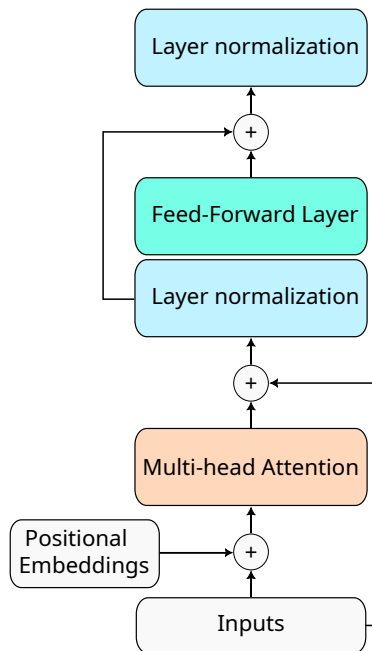 Layer normalization
+
Feed-Forward Layer
Layer normalization
+
Multi-head Attention
Positional
Embeddings
+
Inputs